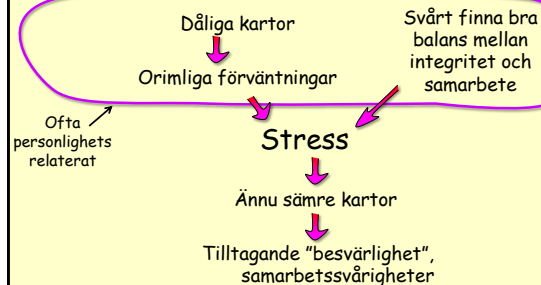 Dåliga kartor
Orimliga förväntningar
Svårt finna bra
balans mellan
integritet och
samarbete
Ofta
personlighets
relaterat
Stress
Ännu sämre kartor
Tilltagande ”besvärlighet”,
samarbetssvårigheter